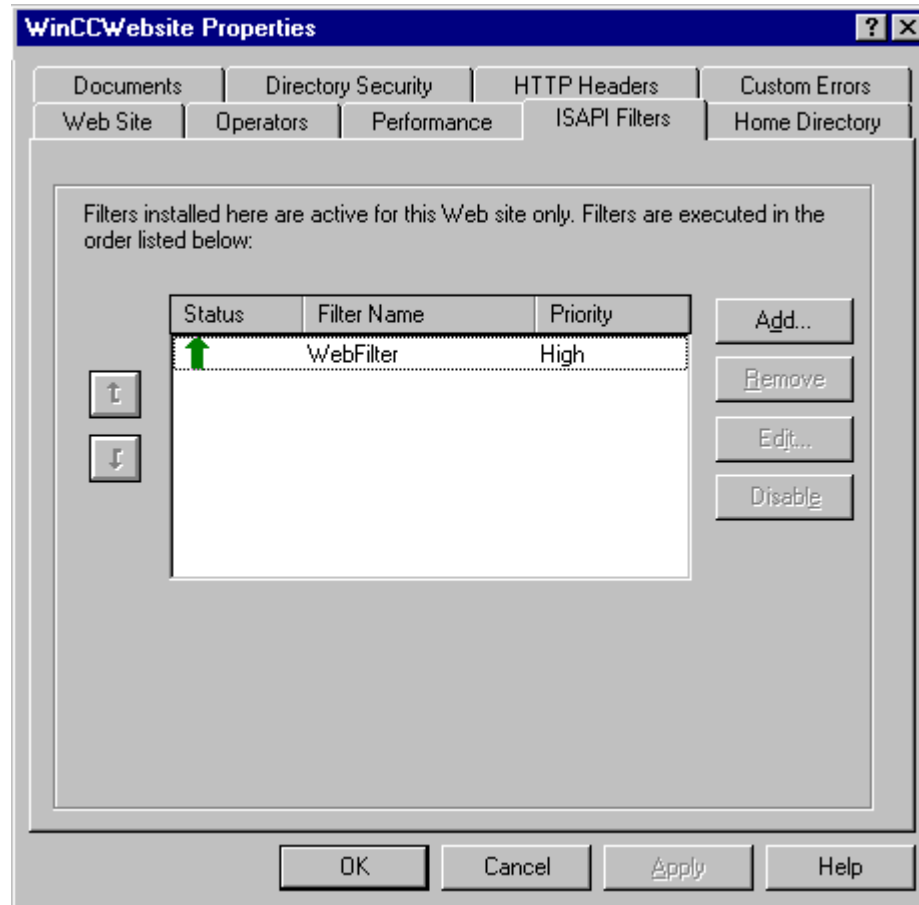 WinCCWebsite Properties
Documents Directory Security HTTP Headers Custom Errors
Web Site Operators Performance ISAPI Filters Home Directory
Filters installed here are active for this Web site only. Filters are executed in the
order listed below:
Status Filter Name Priority
WebFilter High
Add...
Remove
Edit...
Disable
OK Cancel Apply Help